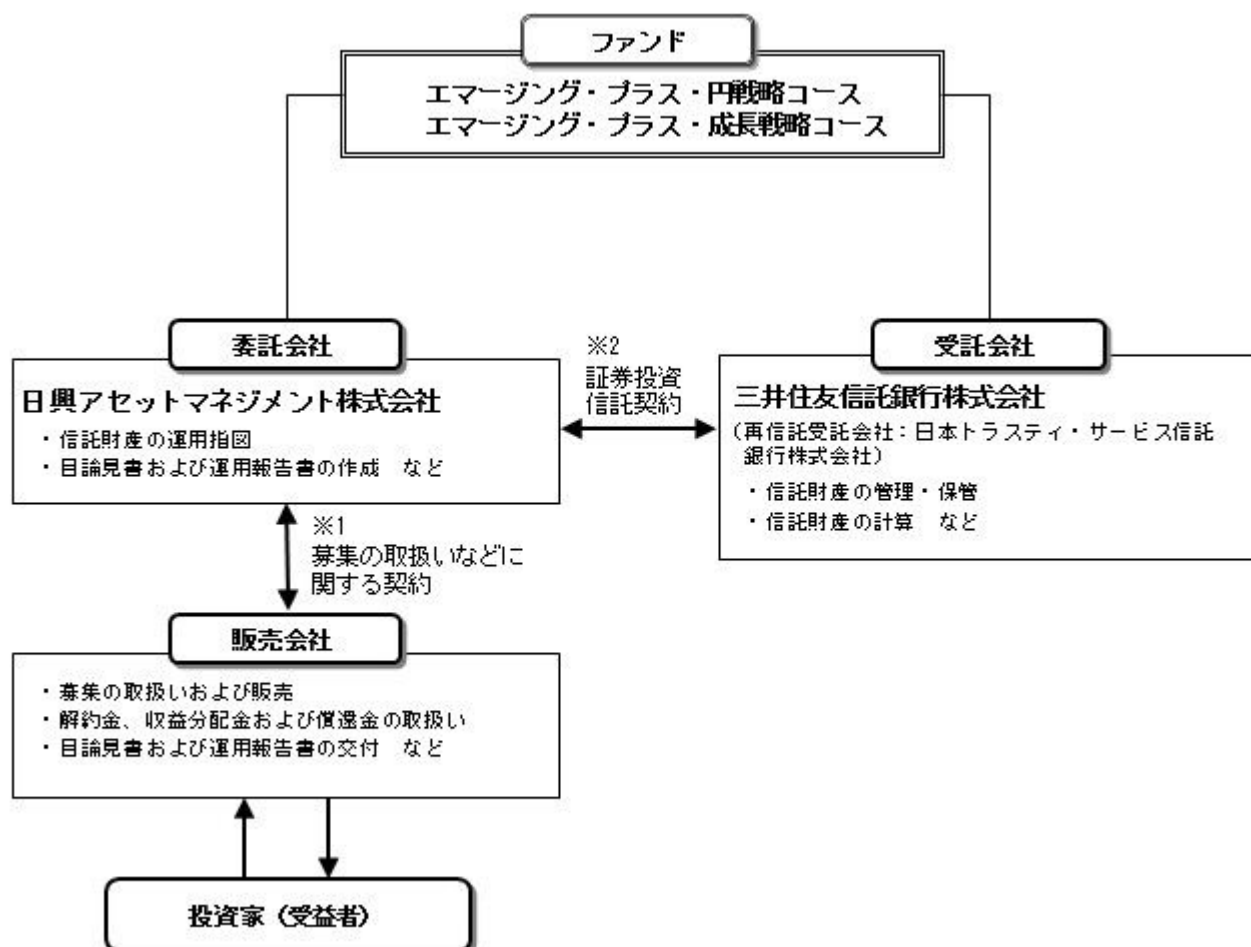 ファンド
エマージング・プラス・円戦略コース
エマージング・プラス・成長戦略コース
委託会社
日興アセットマネジメント株式会社
・信託財産の運用指図
・目論見書および運用報告書の作成　など
※2
証券投資
信託契約
受託会社
三井住友信託銀行株式会社
（再信託受託会社：日本トラスティ・サービス信託
銀行株式会社）
・信託財産の管理・保管
・信託財産の計算　など
※1
募集の取扱いなどに
関する契約
販売会社
・募集の取扱いおよび販売
・解約金、収益分配金および償還金の取扱い
・目論見書および運用報告書の交付　など
投資家（受益者）